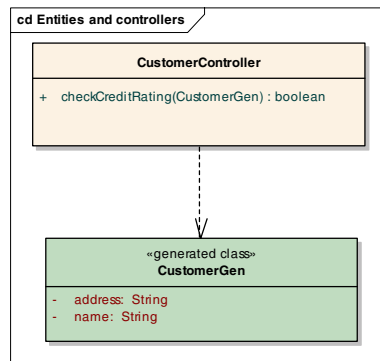 cd Entities and controllers
CustomerController
+ checkCreditRating(CustomerGen) : boolean
«generated class»
CustomerGen
- address: String
- name: String